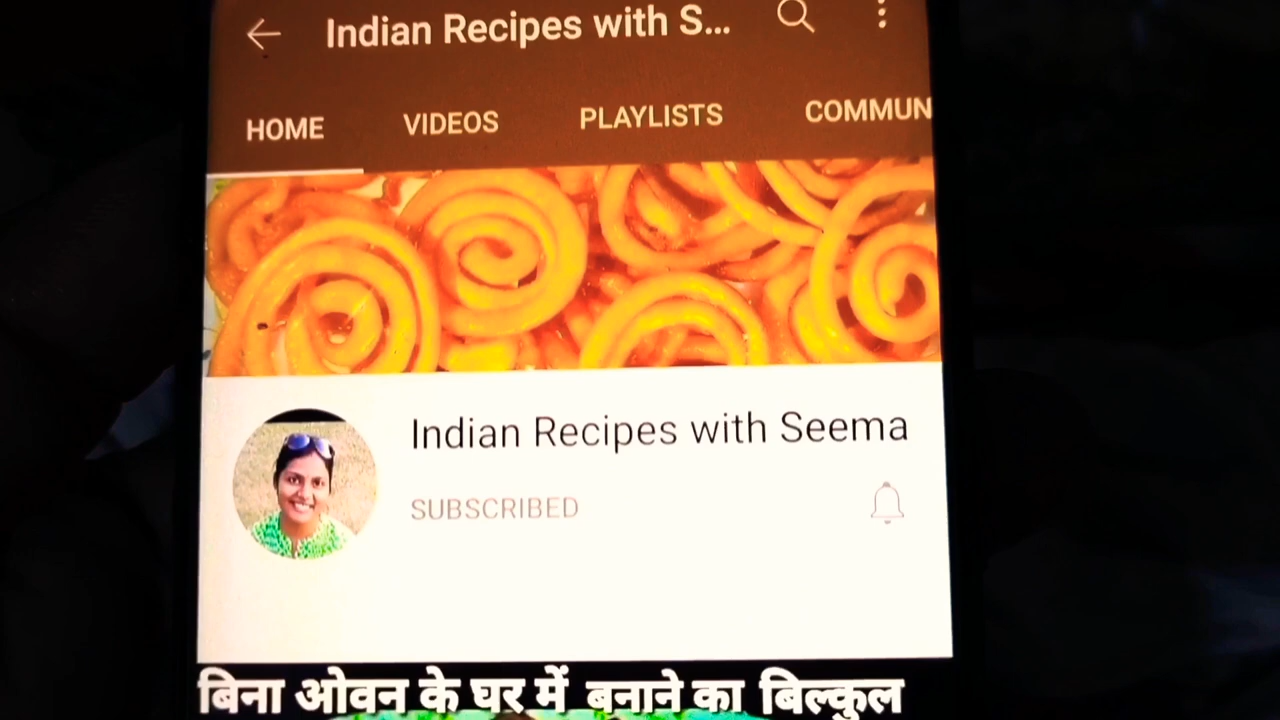 Indian Recipes with S...
HOME VIDEOS PLAYLISTS COMMUN
Indian Recipes with Seema
SUBSCRIBED
बिना ओवन के घर में बनाने का बिल्कुल